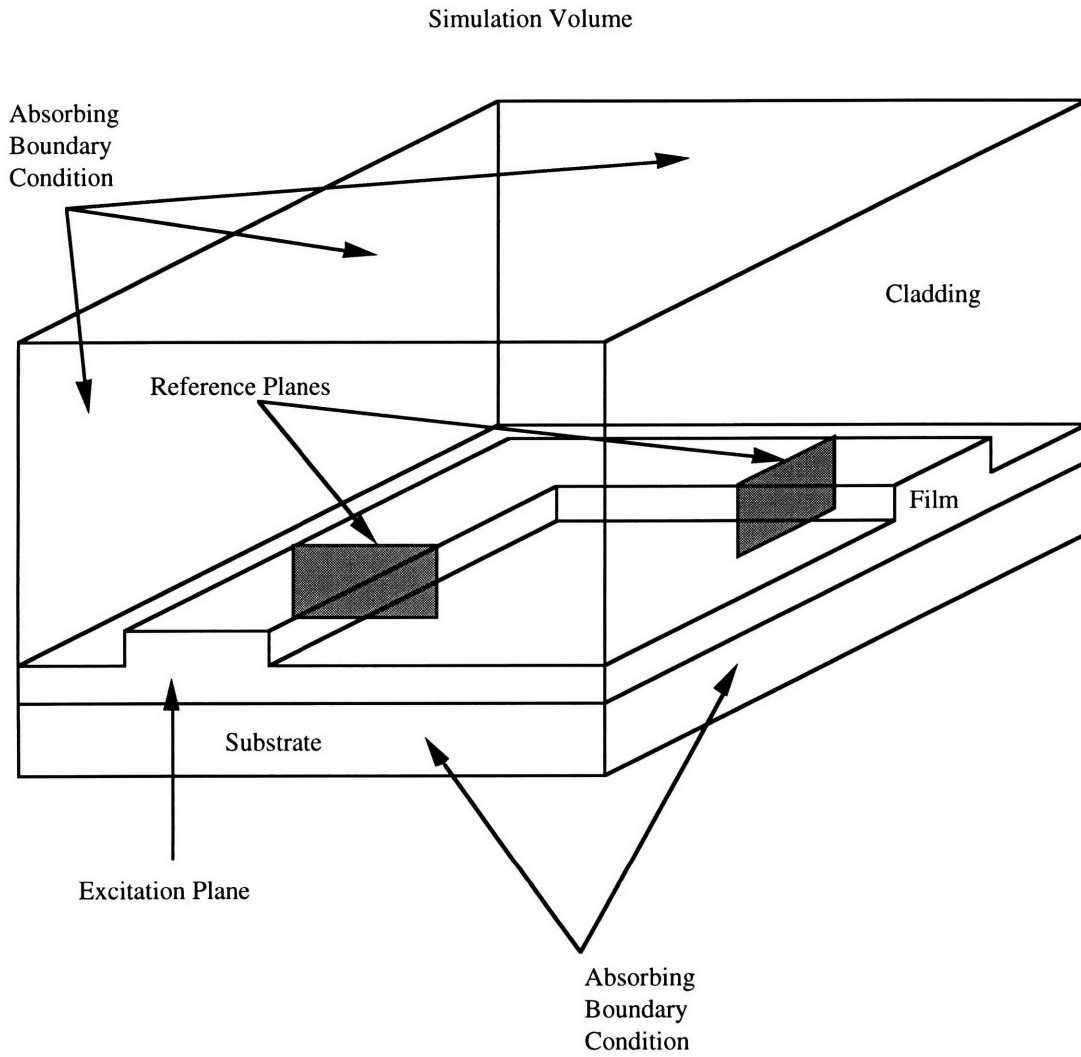 Simulation Volume
Absorbing
Boundary
Condition
Cladding
Reference Planes
Film
Substrate
Excitation Plane
Absorbing
Boundary
Condition